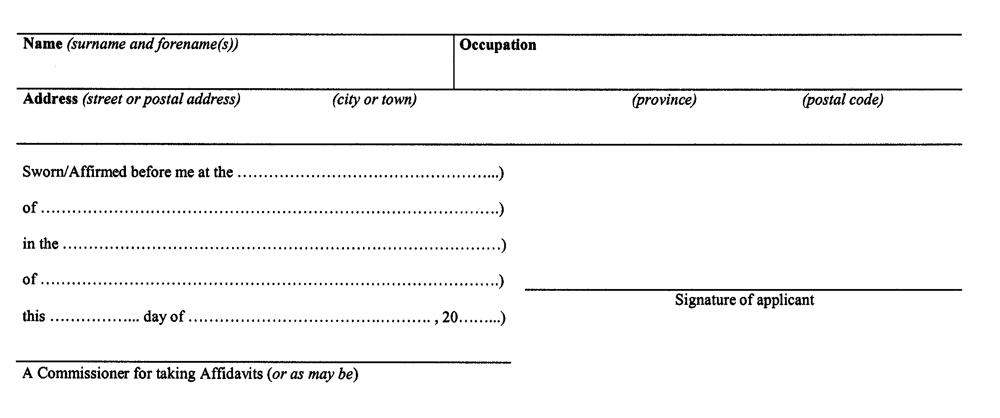 Name (surname and forename(s)) Occupation
Address (street or postal address) (city or town) (province) (postal code)
Sworn/Affirmed before me at the ..................................................)
of ........................................................................................)
in the ....................................................................................)
of ........................................................................................)
Signature of applicant
this ................. day of .............................................. , 20.........)
A Commissioner for taking Affidavits (or as may be)